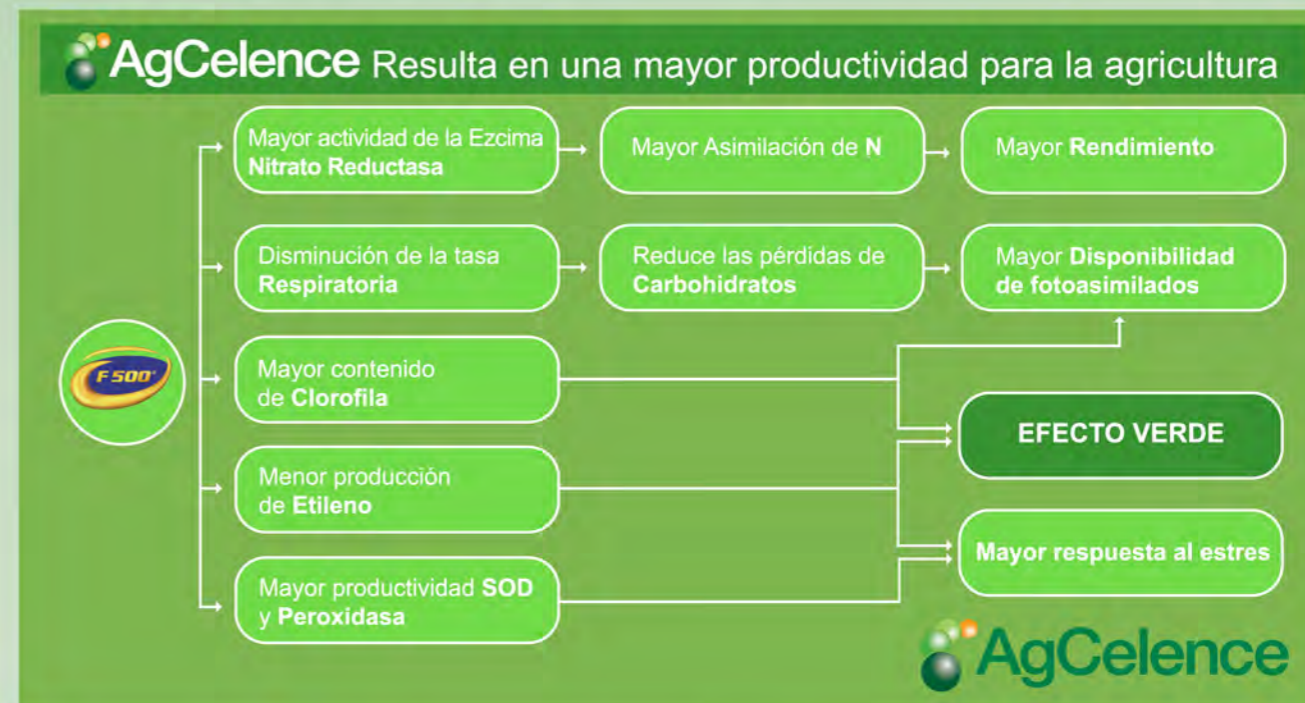 AgCelence Resulta en una mayor productividad para la agricultura
Mayor actividad de la Ezcima
Nitrato Reductasa
Mayor Asimilación de N
Mayor Rendimiento
Disminución de la tasa
Respiratoria
Reduce las pérdidas de
Carbohidratos
Mayor Disponibilidad
de fotoasimilados
F 500
Mayor contenido
de Clorofila
EFECTO VERDE
Menor producción
de Etileno
Mayor respuesta al estres
Mayor productividad SOD
y Peroxidasa
AgCelence